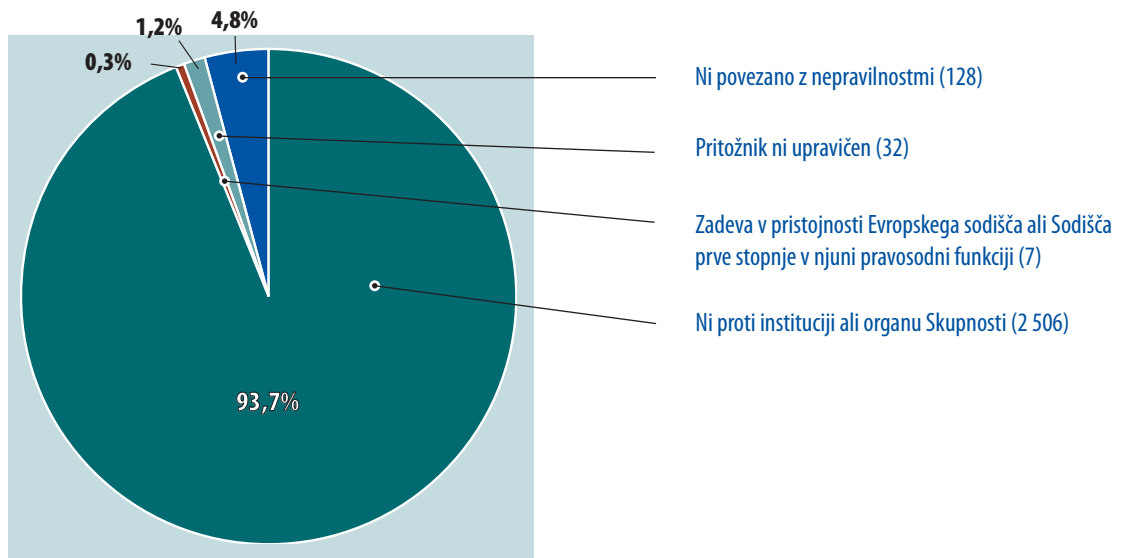 4,8%
1,2%
0,3%
Ni povezano z nepravilnostmi (128)
Pritožnik ni upravičen (32)
Zadeva v pristojnosti Evropskega sodišča ali Sodišča
prve stopnje v njuni pravosodni funkciji (7)
Ni proti instituciji ali organu Skupnosti (2 506)
93,7%